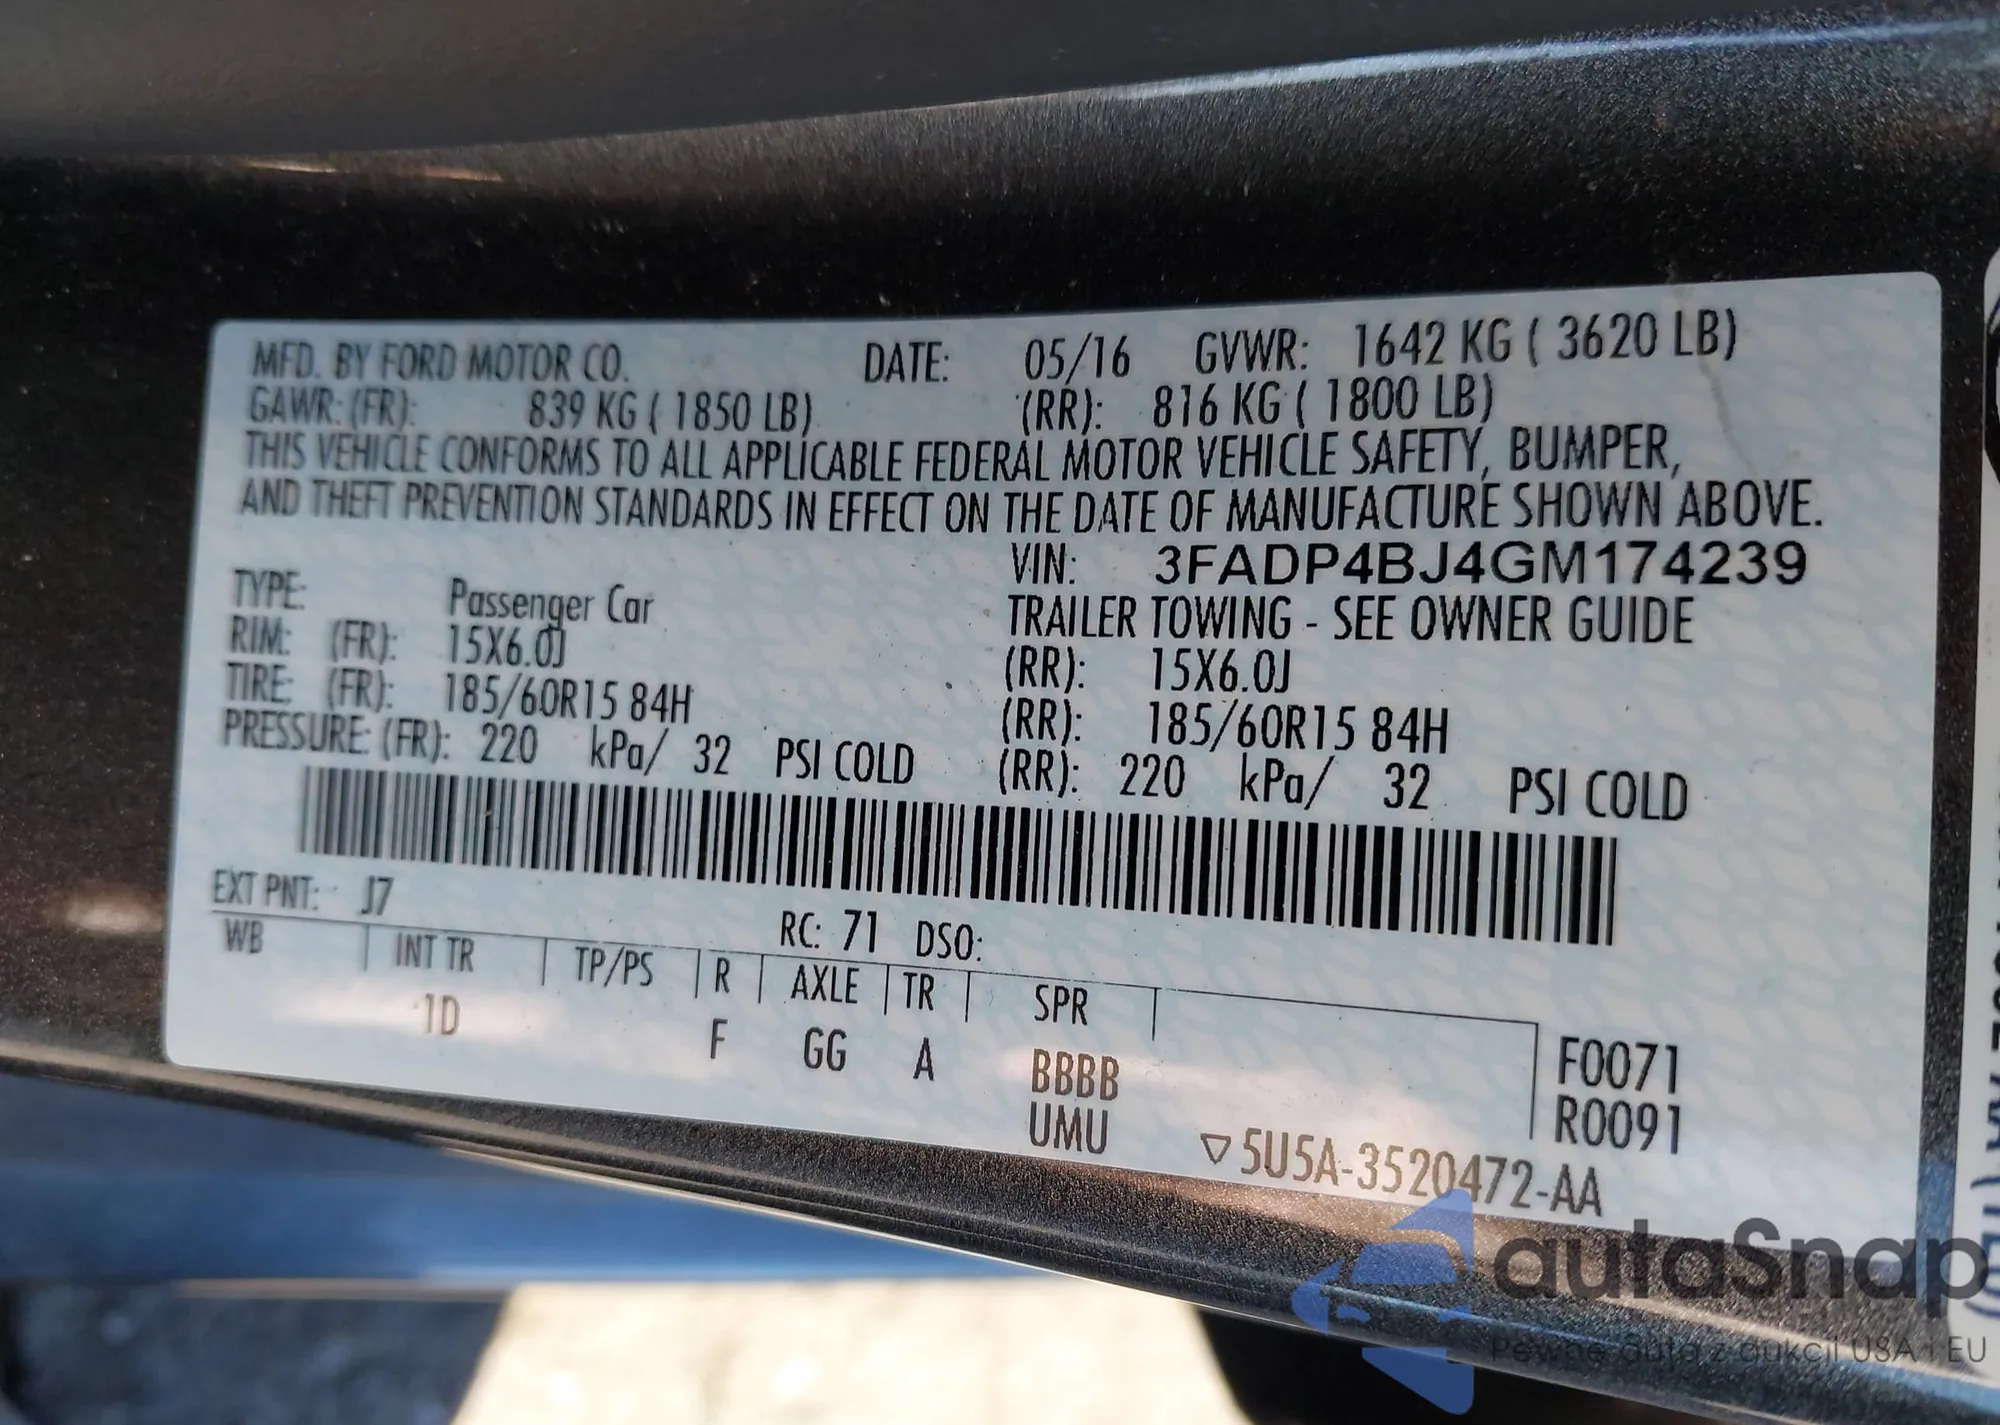 MFD. BY FORD MOTOR CO. DATE: 05/16 GVWR: 1642 KG ( 3620 LB)
GAWR: (FR): 839 KG ( 1850 LB) (RR): 816 KG ( 1800 LB)
THIS VEHICLE CONFORMS TO ALL APPLICABLE FEDERAL MOTOR VEHICLE SAFETY, BUMPER,
AND THEFT PREVENTION STANDARDS IN EFFECT ON THE DATE OF MANUFACTURE SHOWN ABOVE.
VIN: 3FADP4BJ4GM174239
TYPE: Passenger Car TRAILER TOWING - SEE OWNER GUIDE
RIM: (FR): 15X6.0J (RR): 15X6.0J
TIRE: (FR): 185/60R15 84H (RR): 185/60R15 84H
PRESSURE: (FR): 220 kPa/ 32 PSI COLD (RR): 220 kPa/ 32 PSI COLD
EXT PNT: J7 RC: 71 DSO:
WB INT TR TP/PS R AXLE TR SPR
1D F GG A BBBB F0071
UMU R0091
▽5U5A-3520472-AA
autaSnap
Pewne auta z aukcji USA i EU